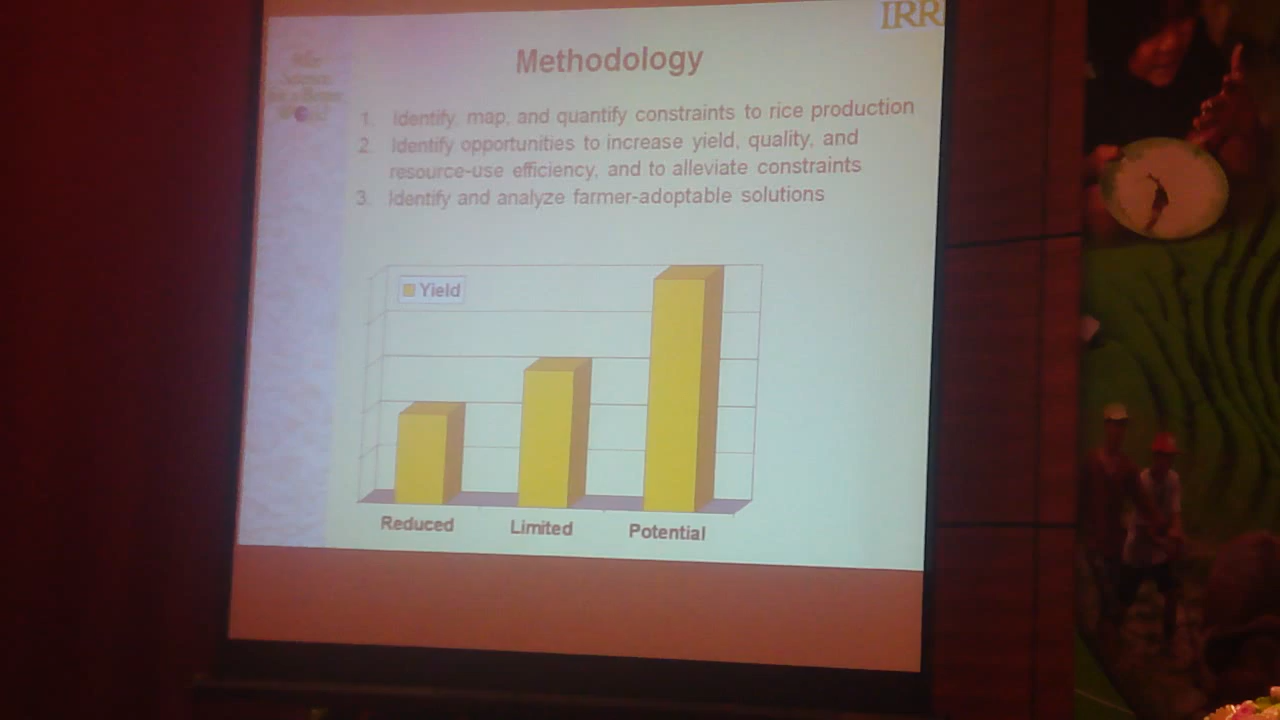 IRR
Methodology
1. Identify, map, and quantify constraints to rice production
2. Identify opportunities to increase yield, quality, and
resource-use efficiency, and to alleviate constraints
3. Identify and analyze farmer-adoptable solutions
Yield
Reduced
Limited
Potential